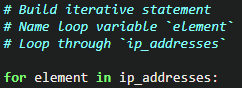 # Build iterative statement
# Name loop variable `element`
# Loop through `ip_addresses`
for element in ip_addresses: